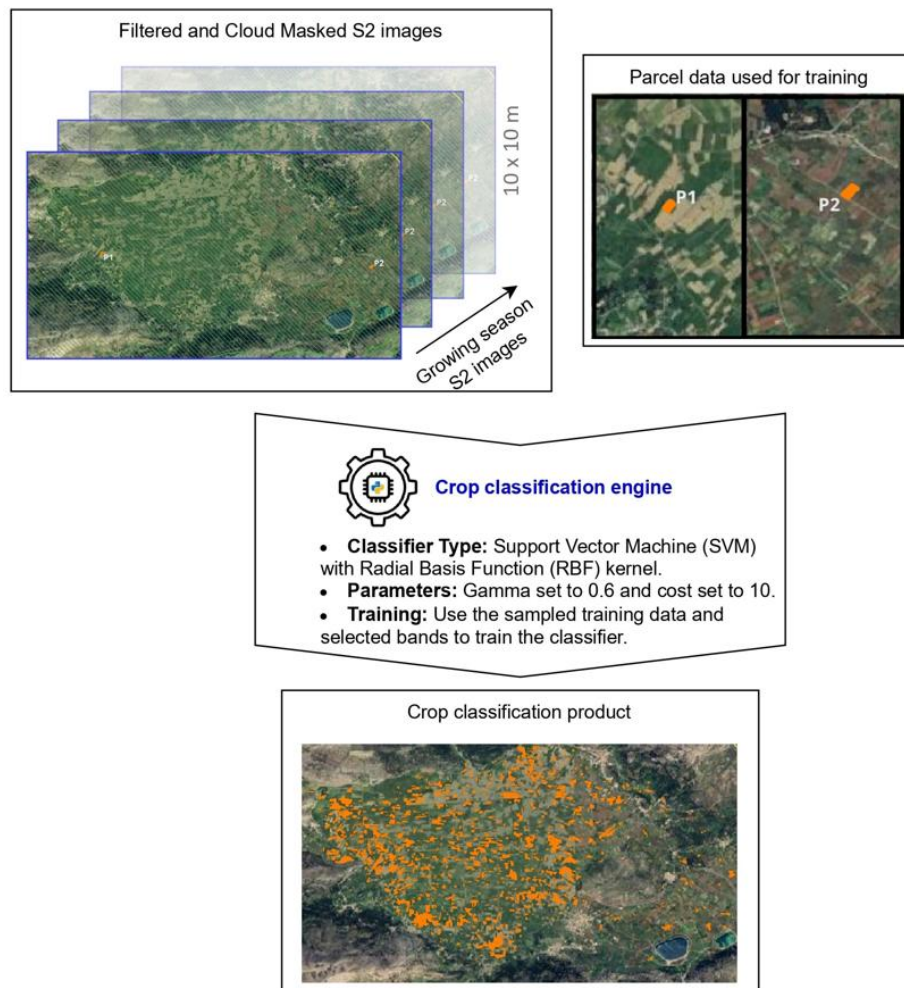 Filtered and Cloud Masked S2 images
10 x 10 m
P1
P2
P2
P2
P2
Growing season
S2 images
Parcel data used for training
P1
P2
Crop classification engine
• Classifier Type: Support Vector Machine (SVM)
with Radial Basis Function (RBF) kernel.
• Parameters: Gamma set to 0.6 and cost set to 10.
• Training: Use the sampled training data and
selected bands to train the classifier.
Crop classification product